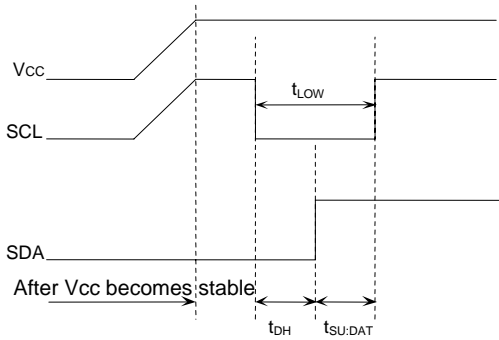 VCC
tLOW
SCL
SDA
After Vcc becomes stable
tDH
tSU:DAT